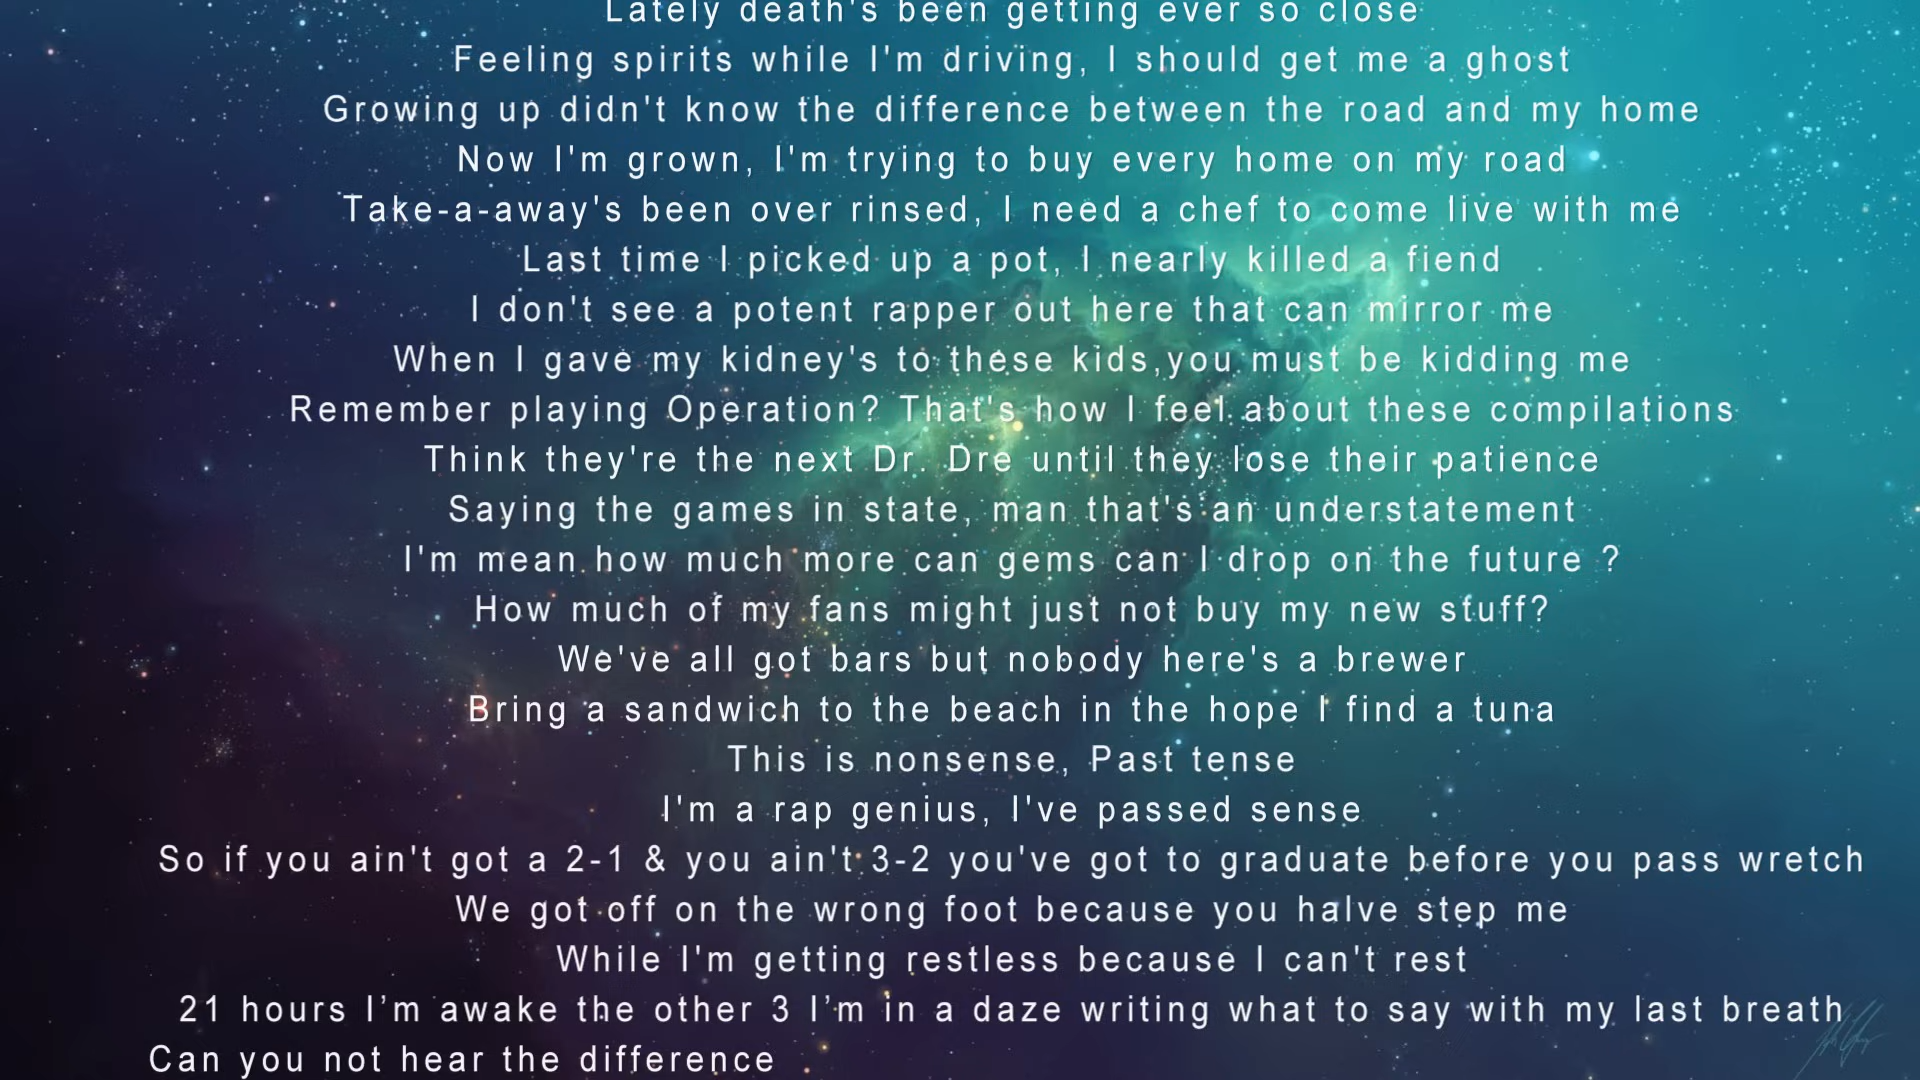 Lately death's been getting ever so close
Feeling spirits while I'm driving, I should get me a ghost
Growing up didn't know the difference between the road and my home
Now I'm grown, I'm trying to buy every home on my road
Take-a-away's been over rinsed, I need a chef to come live with me
Last time I picked up a pot, I nearly killed a fiend
I don't see a potent rapper out here that can mirror me
When I gave my kidney's to these kids,you must be kidding me
Remember playing Operation? That's how I feel about these compilations
Think they're the next Dr. Dre until they lose their patience
Saying the games in state, man that's an understatement
I'm mean how much more can gems can I drop on the future ?
How much of my fans might just not buy my new stuff?
We've all got bars but nobody here's a brewer
Bring a sandwich to the beach in the hope I find a tuna
This is nonsense, Past tense
I'm a rap genius, I've passed sense
So if you ain't got a 2-1 & you ain't 3-2 you've got to graduate before you pass wretch
We got off on the wrong foot because you halve step me
While I'm getting restless because I can't rest
21 hours I’m awake the other 3 I’m in a daze writing what to say with my last breath
Can you not hear the difference